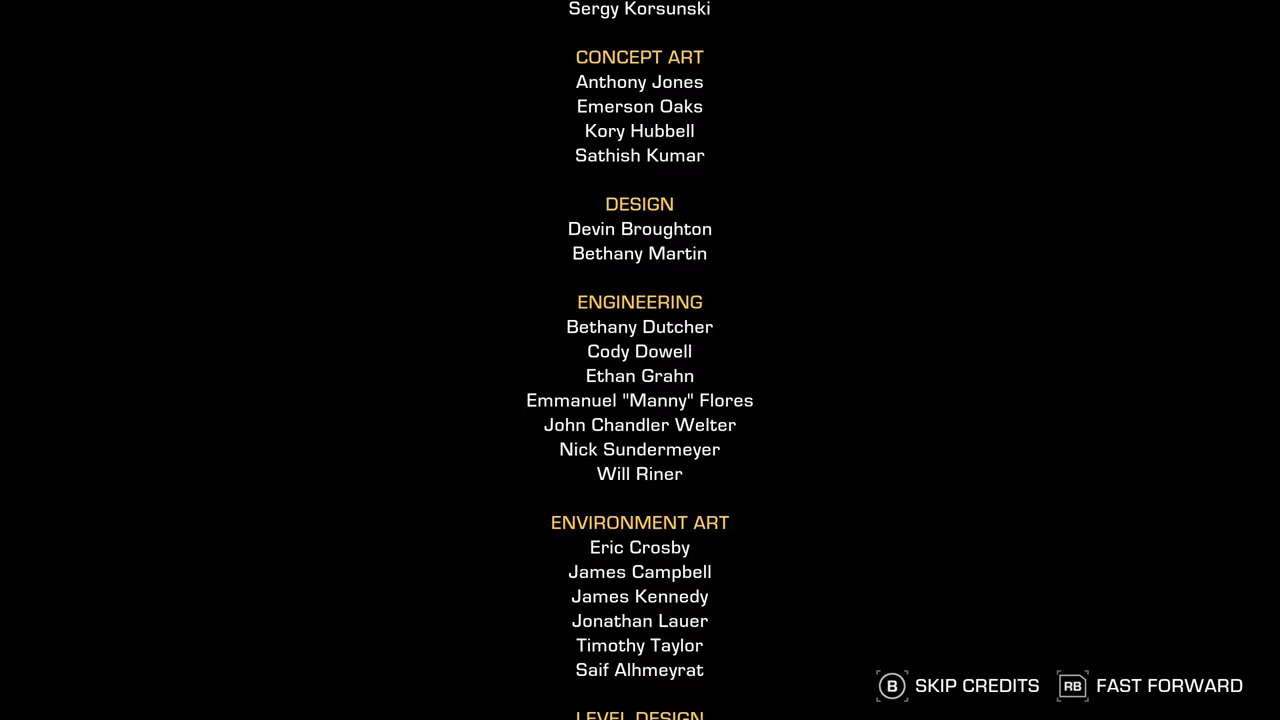 Sergy Korsunski
CONCEPT ART
Anthony Jones
Emerson Oaks
Kory Hubbell
Sathish Kumar
DESIGN
Devin Broughton
Bethany Martin
ENGINEERING
Bethany Dutcher
Cody Dowell
Ethan Grahn
Emmanuel "Manny" Flores
John Chandler Welter
Nick Sundermeyer
Will Riner
ENVIRONMENT ART
Eric Crosby
James Campbell
James Kennedy
Jonathan Lauer
Timothy Taylor
Saif Alhmeyrat
LEVEL DESIGN
B SKIP CREDITS RB FAST FORWARD